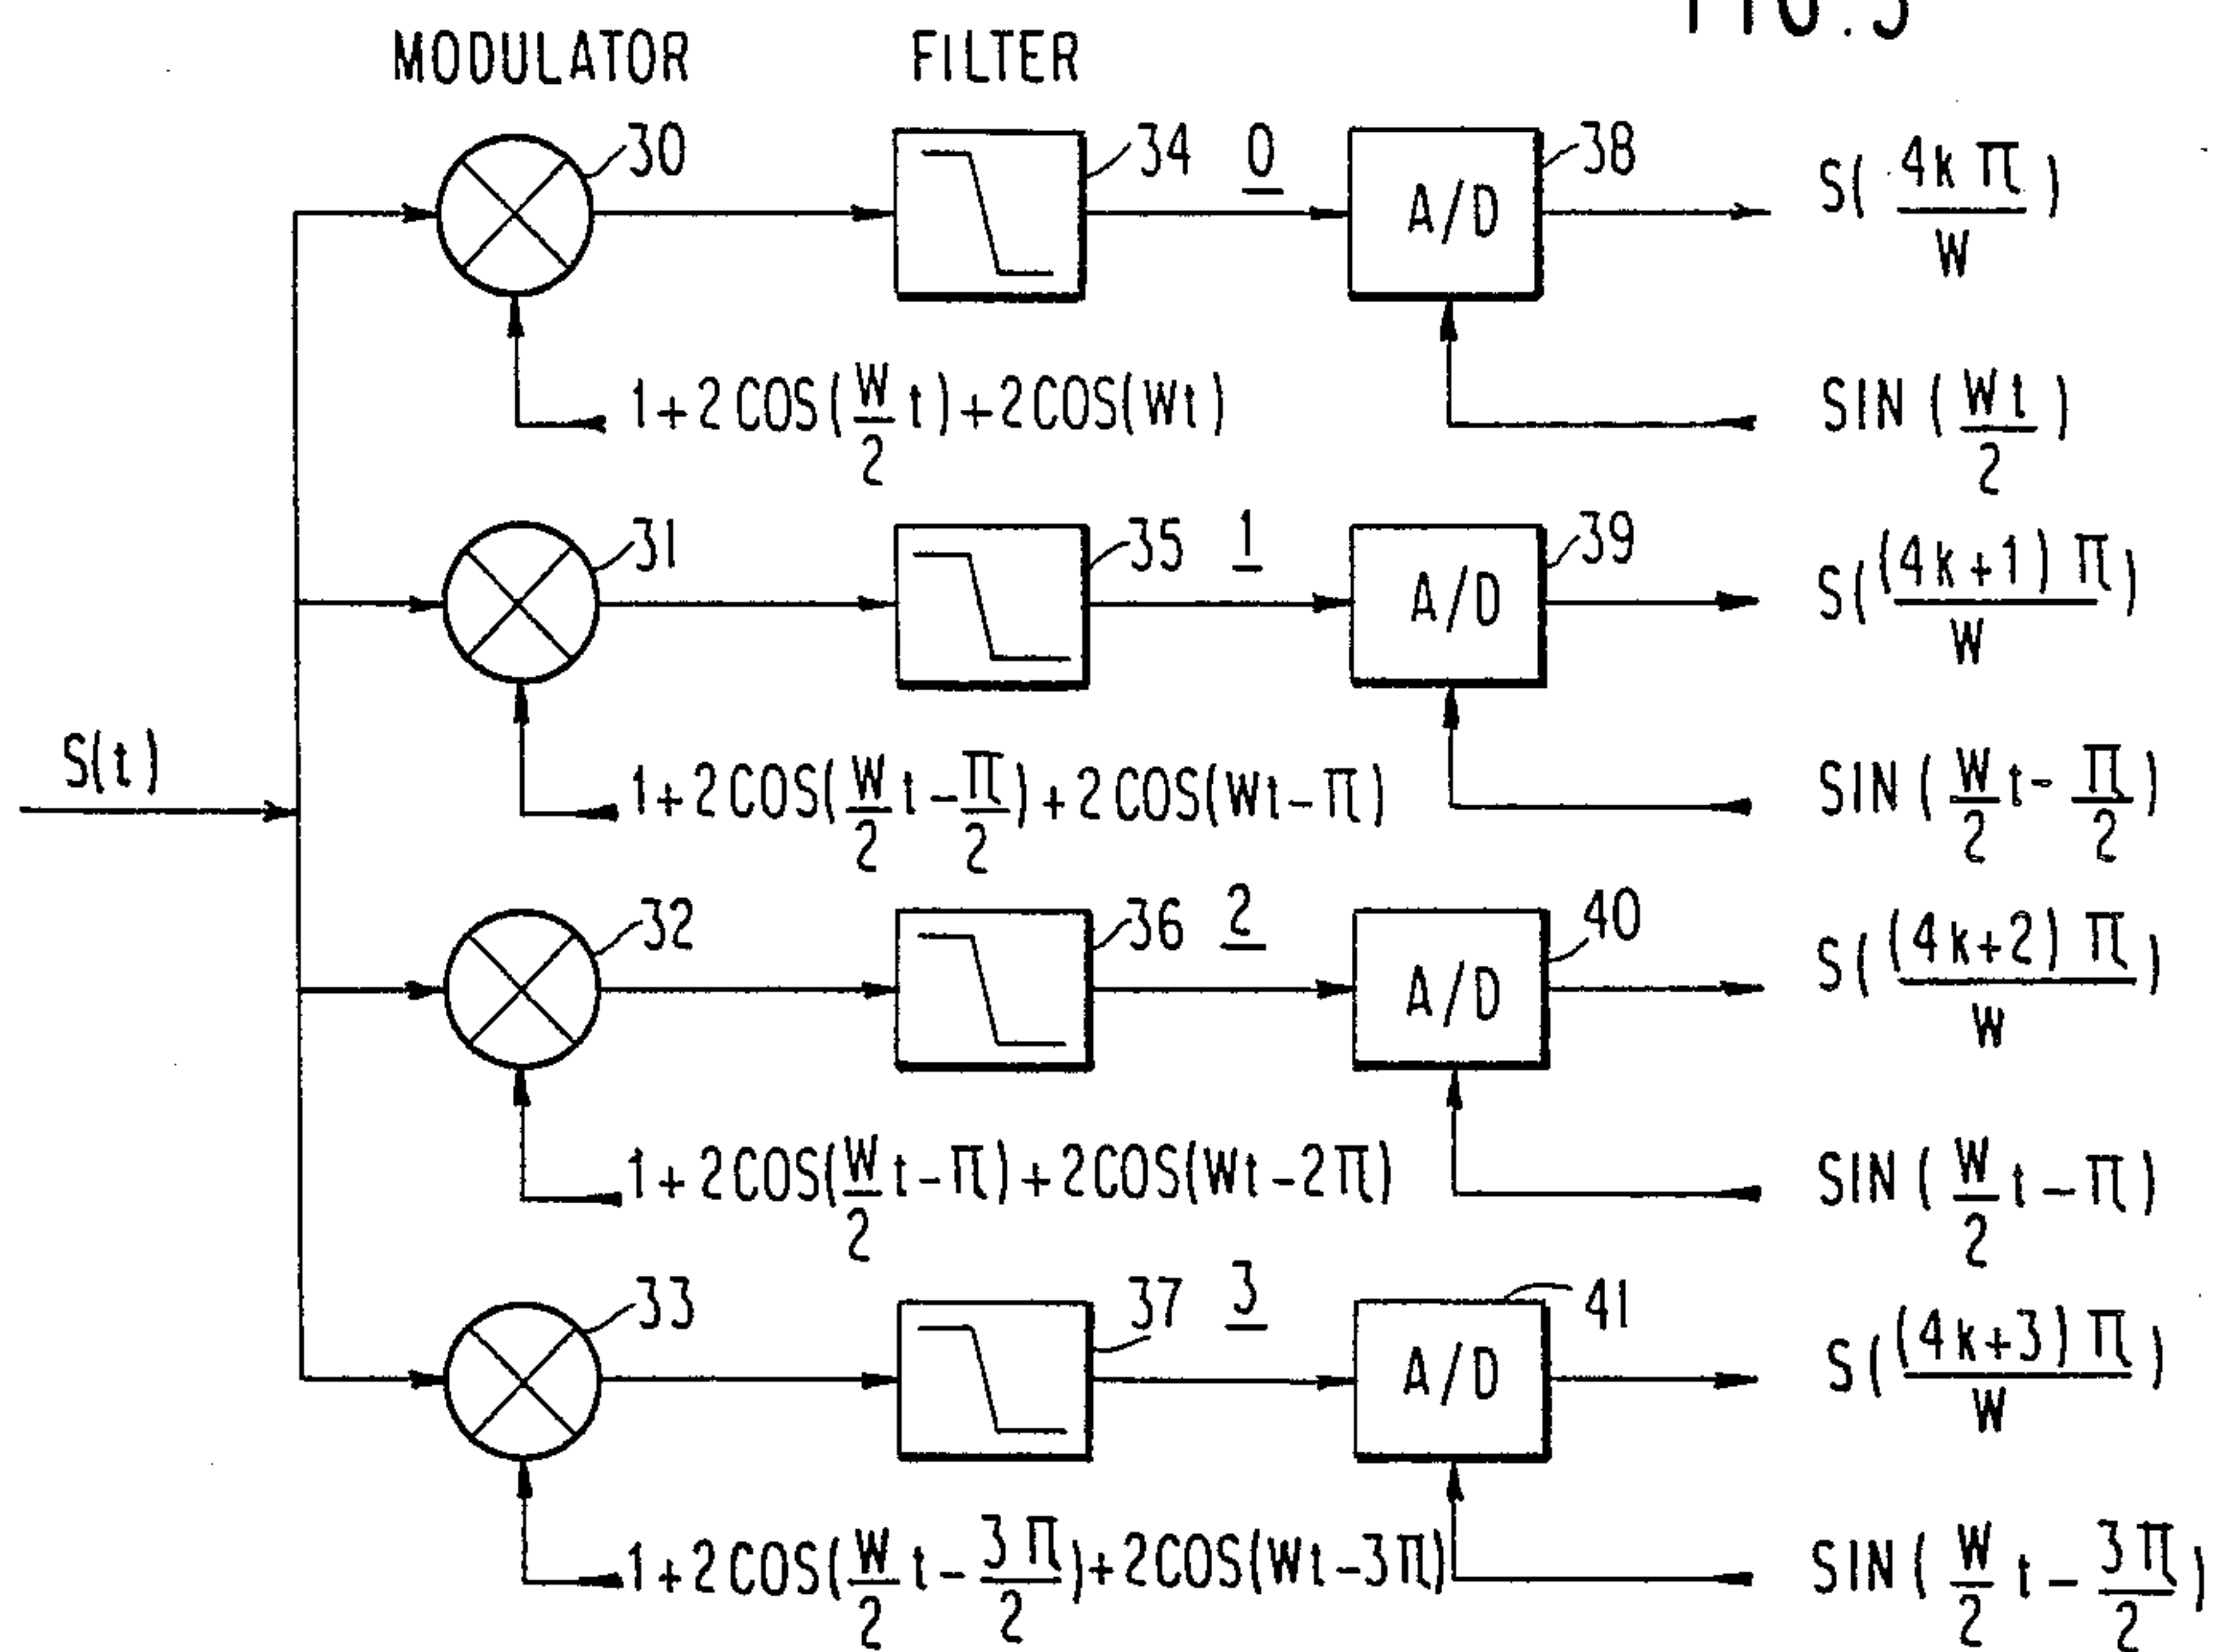 FIG. 5
MODULATOR FILTER
30 34 0 38 S( 4kπ / W )
A/D
1+2COS(W/2 t)+2COS(Wt) SIN( Wt / 2 )
31 35 1 39 S( (4k+1)π / W )
A/D
S(t)
1+2COS(W/2 t-π/2)+2COS(Wt-π) SIN( W/2 t- π/2 )
32 36 2 40 S( (4k+2)π / W )
A/D
1+2COS(W/2 t-π)+2COS(Wt-2π) SIN( W/2 t-π )
33 37 3 41 S( (4k+3)π / W )
A/D
1+2COS(W/2 t- 3π/2)+2COS(Wt-3π) SIN( W/2 t- 3π/2 )